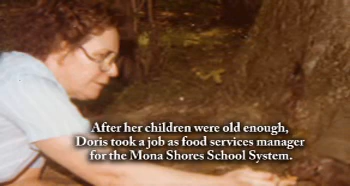 After her children were old enough,
Doris took a job as food services manager
for the Mona Shores School System.